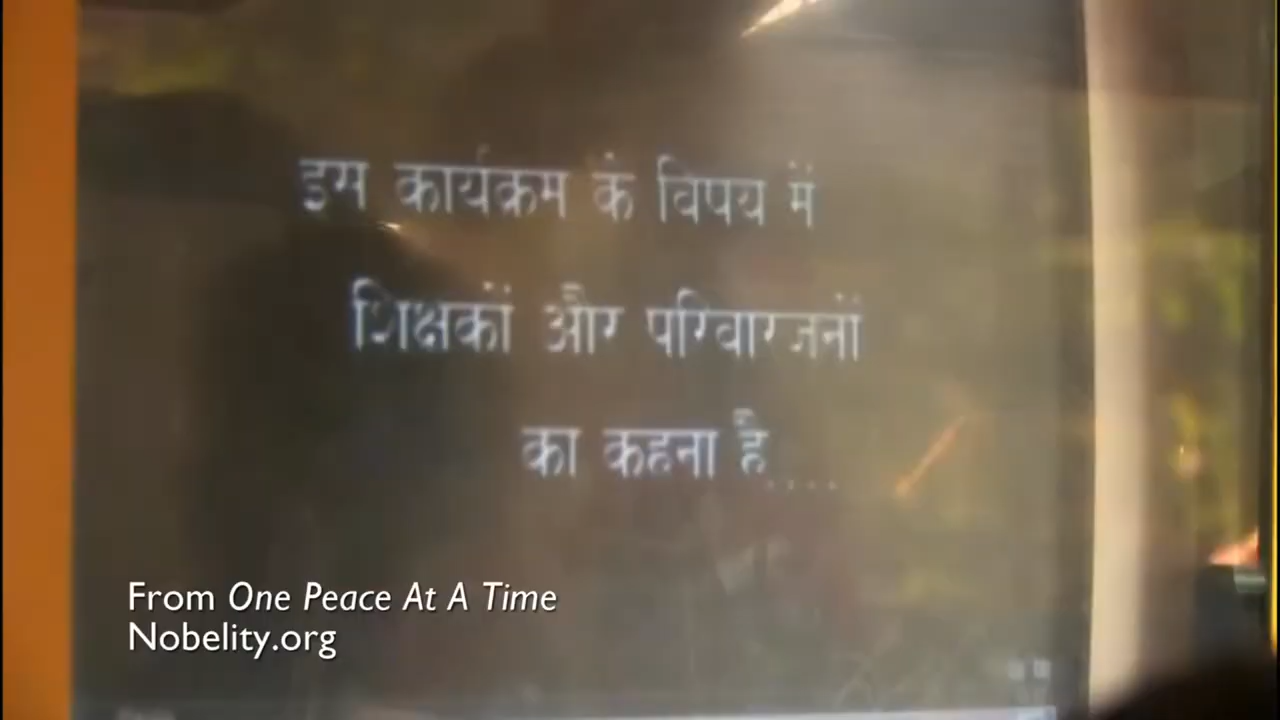 इस कार्यक्रम के विषय में
शिक्षकों और परिवारजनों
का कहना है....
From One Peace At A Time
Nobelity.org